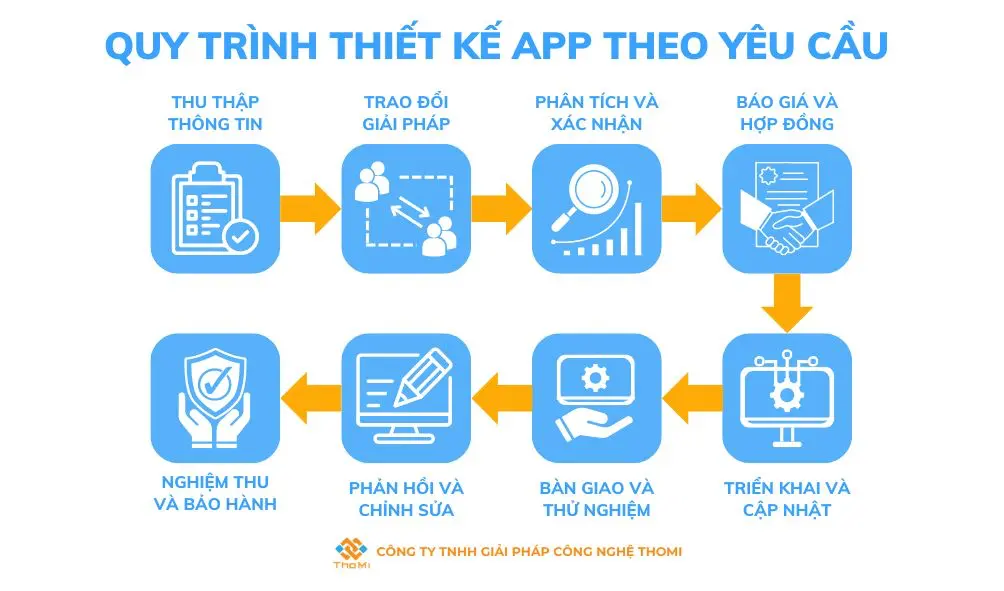 QUY TRÌNH THIẾT KẾ APP THEO YÊU CẦU
THU THẬP
THÔNG TIN
TRAO ĐỔI
GIẢI PHÁP
PHÂN TÍCH VÀ
XÁC NHẬN
BÁO GIÁ VÀ
HỢP ĐỒNG
NGHIỆM THU
VÀ BẢO HÀNH
PHẢN HỒI VÀ
CHỈNH SỬA
BÀN GIAO VÀ
THỬ NGHIỆM
TRIỂN KHAI VÀ
CẬP NHẬT
THOMI
CÔNG TY TNHH GIẢI PHÁP CÔNG NGHỆ THOMI